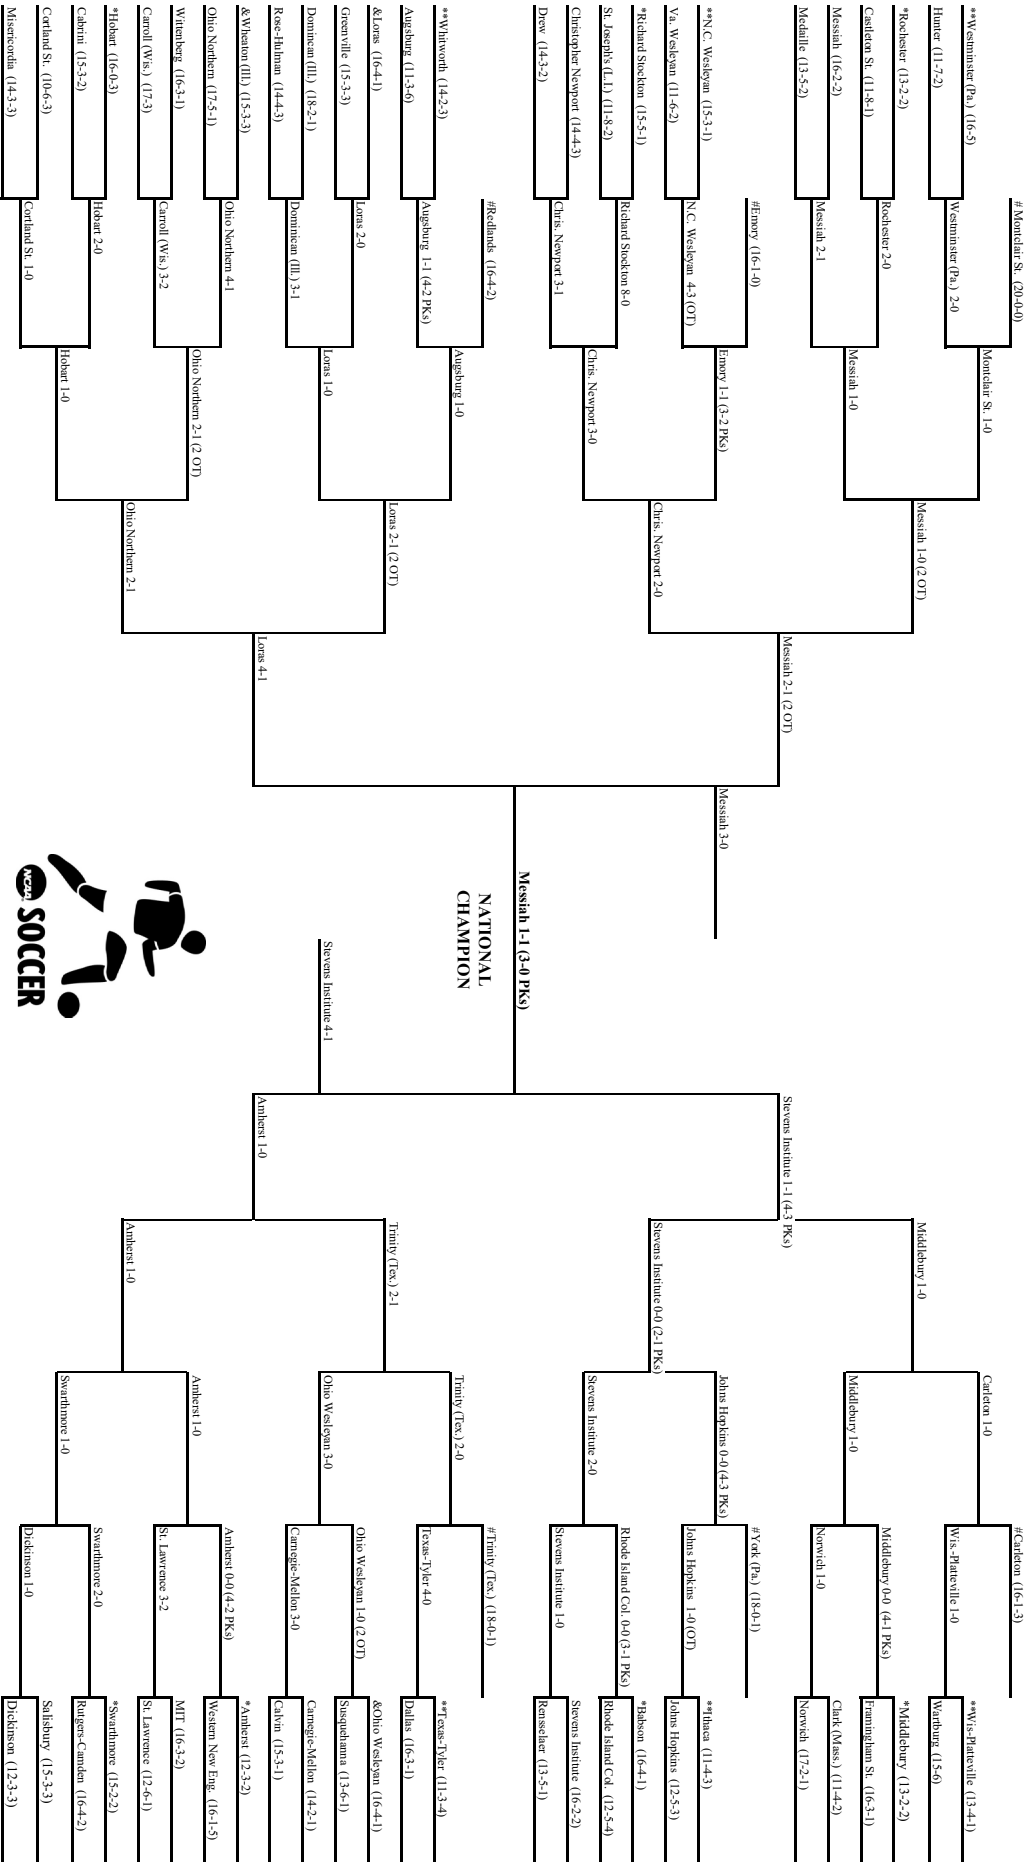 **Westminster (Pa.) (16-5)
Hunter (11-7-2)
*Rochester (13-2-2)
Castleton St. (11-8-1)
Messiah (16-2-2)
Medaille (13-5-2)
**N.C. Wesleyan (15-3-1)
Va. Wesleyan (11-6-2)
*Richard Stockton (15-5-1)
St. Joseph's (L.I.) (11-8-2)
Christopher Newport (14-4-3)
Drew (14-3-2)
**Whitworth (14-2-3)
Augsburg (11-3-6)
&Loras (16-4-1)
Greenville (15-3-3)
Dominican (Ill.) (18-2-1)
Rose-Hulman (14-4-3)
&Wheaton (Ill.) (15-3-3)
Ohio Northern (17-5-1)
Wittenberg (16-3-1)
Carroll (Wis.) (17-3)
*Hobart (16-0-3)
Cabrini (15-3-2)
Cortland St. (10-6-3)
Misericordia (14-3-3)
# Montclair St. (20-0-0)
Westminster (Pa.) 2-0
Rochester 2-0
Messiah 2-1
#Emory (16-1-0)
N.C. Wesleyan 4-3 (OT)
Richard Stockton 8-0
Chris. Newport 3-1
#Redlands (16-4-2)
Augsburg 1-1 (4-2 PKs)
Loras 2-0
Dominican (Ill.) 3-1
Ohio Northern 4-1
Carroll (Wis.) 3-2
Hobart 2-0
Cortland St. 1-0
Montclair St. 1-0
Messiah 1-0
Emory 1-1 (3-2 PKs)
Chris. Newport 3-0
Augsburg 1-0
Loras 1-0
Ohio Northern 2-1 (2 OT)
Hobart 1-0
Messiah 1-0 (2 OT)
Chris. Newport 2-0
Loras 2-1 (2 OT)
Ohio Northern 2-1
Messiah 2-1 (2 OT)
Loras 4-1
Messiah 3-0
Messiah 1-1 (3-0 PKs)
NATIONAL
CHAMPION
NCAA SOCCER
Stevens Institute 4-1
Stevens Institute 1-1 (4-3 PKs)
Amherst 1-0
Middlebury 1-0
Stevens Institute 0-0 (2-1 PKs)
Trinity (Tex.) 2-1
Amherst 1-0
Carleton 1-0
Middlebury 1-0
Johns Hopkins 0-0 (4-3 PKs)
Stevens Institute 2-0
Trinity (Tex.) 2-0
Ohio Wesleyan 3-0
Amherst 1-0
Swarthmore 1-0
#Carleton (16-1-3)
Wis.-Platteville 1-0
Middlebury 0-0 (4-1 PKs)
Norwich 1-0
#York (Pa.) (18-0-1)
Johns Hopkins 1-0 (OT)
Rhode Island Col. 0-0 (3-1 PKs)
Stevens Institute 1-0
#Trinity (Tex.) (18-0-1)
Texas-Tyler 4-0
Ohio Wesleyan 1-0 (2 OT)
Carnegie-Mellon 3-0
Amherst 0-0 (4-2 PKs)
St. Lawrence 3-2
Swarthmore 2-0
Dickinson 1-0
**Wis-Platteville (13-4-1)
Wartburg (15-6)
*Middlebury (13-2-2)
Framingham St. (16-3-1)
Clark (Mass.) (11-4-2)
Norwich (17-2-1)
**Ithaca (11-4-3)
Johns Hopkins (12-5-3)
*Babson (16-4-1)
Rhode Island Col. (12-5-4)
Stevens Institute (16-2-2)
Rensselaer (13-5-1)
**Texas-Tyler (11-3-4)
Dallas (16-3-1)
&Ohio Wesleyan (16-4-1)
Susquehanna (13-6-1)
Carnegie-Mellon (14-2-1)
Calvin (15-3-1)
*Amherst (12-3-2)
Western New Eng. (16-1-5)
MIT (16-3-2)
St. Lawrence (12-6-1)
*Swarthmore (15-2-2)
Rutgers-Camden (16-4-2)
Salisbury (15-3-3)
Dickinson (12-3-3)